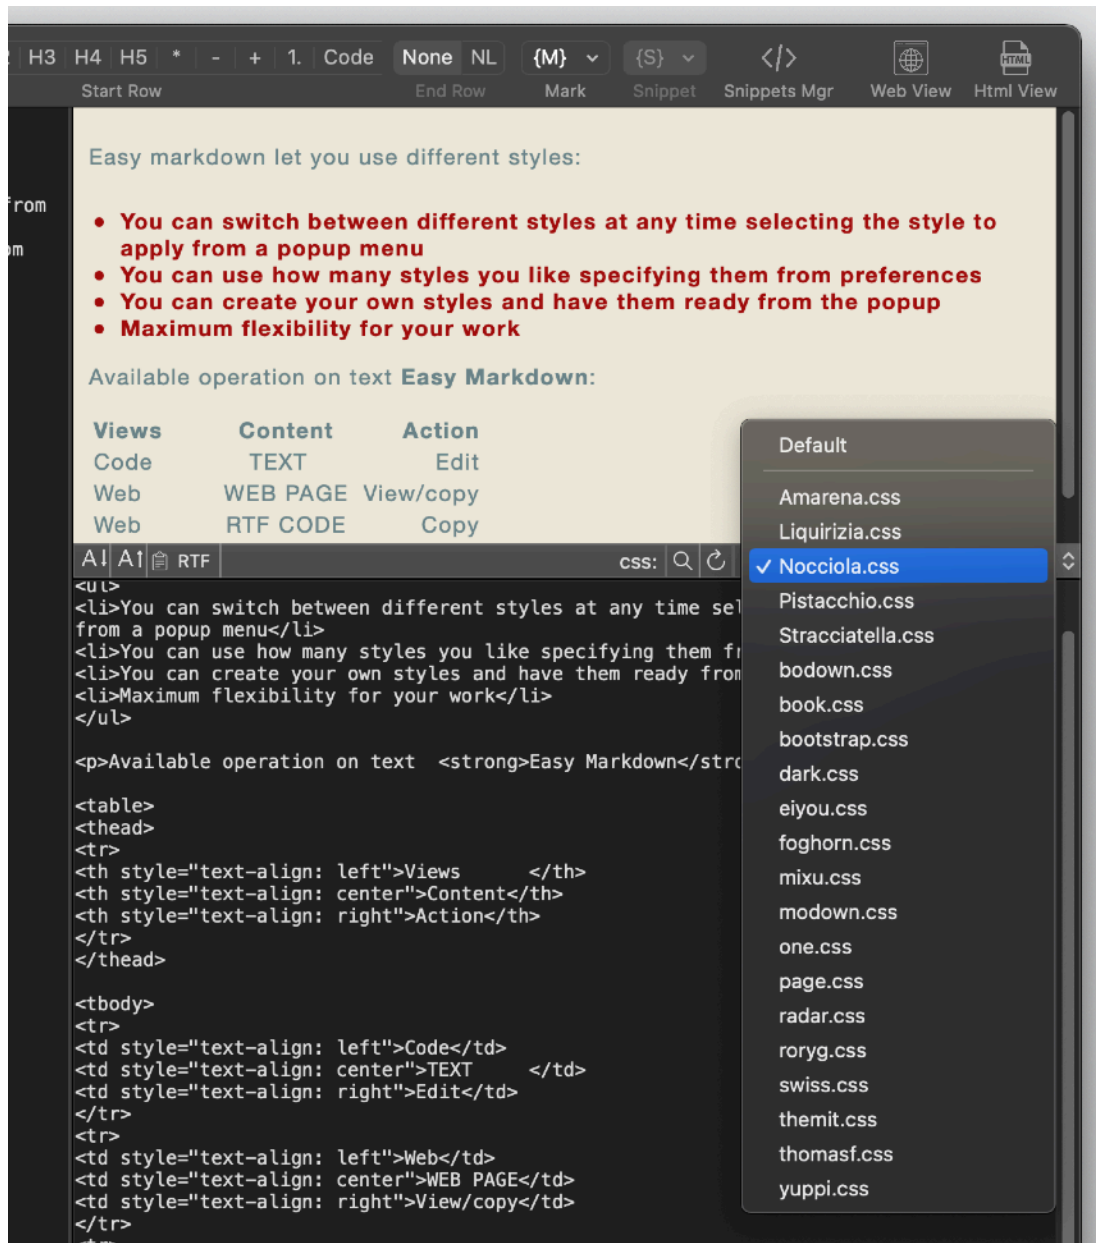 H3 H4 H5 * - + 1. Code None NL {M} {S} </>
Start Row End Row Mark Snippet Snippets Mgr Web View Html View
HTML
Easy markdown let you use different styles:
from
• You can switch between different styles at any time selecting the style to
apply from a popup menu
• You can use how many styles you like specifying them from preferences
• You can create your own styles and have them ready from the popup
• Maximum flexibility for your work
Available operation on text Easy Markdown:
Views Content Action
Code TEXT Edit
Web WEB PAGE View/copy
Web RTF CODE Copy
A A RTF css:
<ul>
<li>You can switch between different styles at any time
from a popup menu</li>
<li>You can use how many styles you like specifying them
<li>You can create your own styles and have them ready
<li>Maximum flexibility for your work</li>
</ul>
<p>Available operation on text <strong>Easy Markdown
<table>
<thead>
<tr>
<th style="text-align: left">Views </th>
<th style="text-align: center">Content</th>
<th style="text-align: right">Action</th>
</tr>
</thead>
<tbody>
<tr>
<td style="text-align: left">Code</td>
<td style="text-align: center">TEXT </td>
<td style="text-align: right">Edit</td>
</tr>
<tr>
<td style="text-align: left">Web</td>
<td style="text-align: center">WEB PAGE</td>
<td style="text-align: right">View/copy</td>
</tr>
Default
Amarena.css
Liquirizia.css
✓ Nocciola.css
Pistacchio.css
Stracciatella.css
bodown.css
book.css
bootstrap.css
dark.css
eiyou.css
foghorn.css
mixu.css
modown.css
one.css
page.css
radar.css
roryg.css
swiss.css
themit.css
thomasf.css
yuppi.css